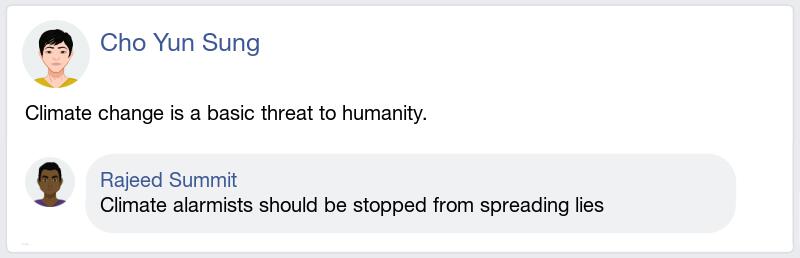 Cho Yun Sung
Climate change is a basic threat to humanity.
Rajeed Summit
Climate alarmists should be stopped from spreading lies